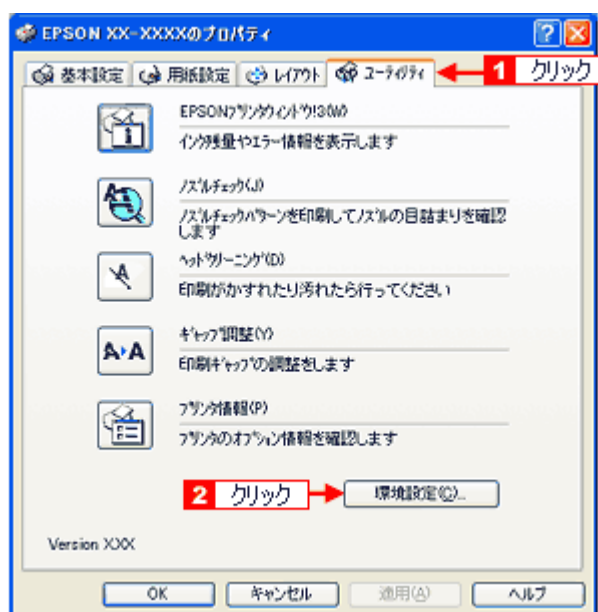 EPSON XX-XXXXのプロパティ
基本設定 用紙設定 レイアウト ユーティリティ 1 クリック
EPSONプリンタウィンドウ!3(W)
インク残量やエラー情報を表示します
ノズルチェック(J)
ノズルチェックパターンを印刷してノズルの目詰まりを確認
します
ヘッドクリーニング(D)
印刷がかすれたり汚れたら行ってください
ギャップ調整(Y)
A▸A
印刷ギャップの調整をします
プリンタ情報(P)
プリンタのオプション情報を確認します
2 クリック 環境設定(C)...
Version XXX
OK キャンセル 適用(A) ヘルプ